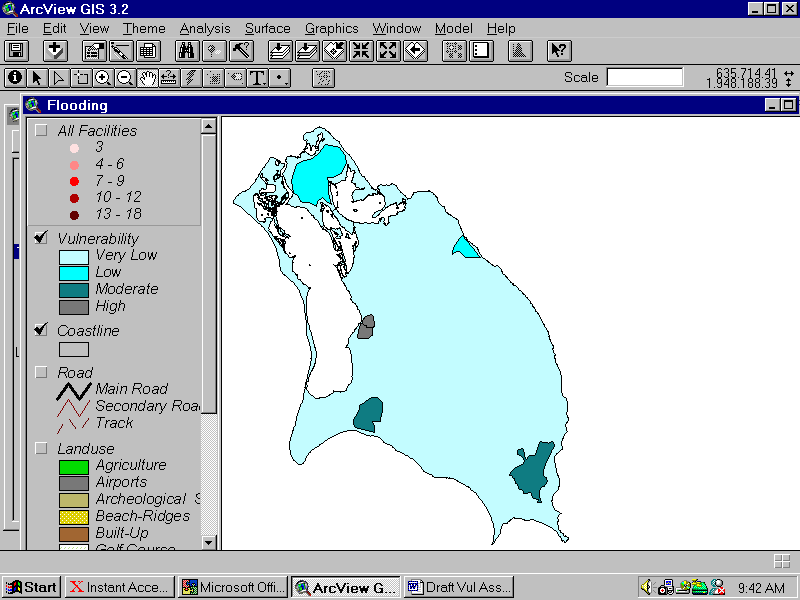 ArcView GIS 3.2
File Edit View Theme Analysis Surface Graphics Window Model Help
Scale 635,714.41
1,948,188.39
Flooding
All Facilities
3
4 - 6
7 - 9
10 - 12
13 - 18
Vulnerability
Very Low
Low
Moderate
High
Coastline
Road
Main Road
Secondary Roa
Track
Landuse
Agriculture
Airports
Archeological S
Beach-Ridges
Built-Up
Golf Course
Start Instant Acce... Microsoft Offi... ArcView G... Draft Vul Ass... 9:42 AM